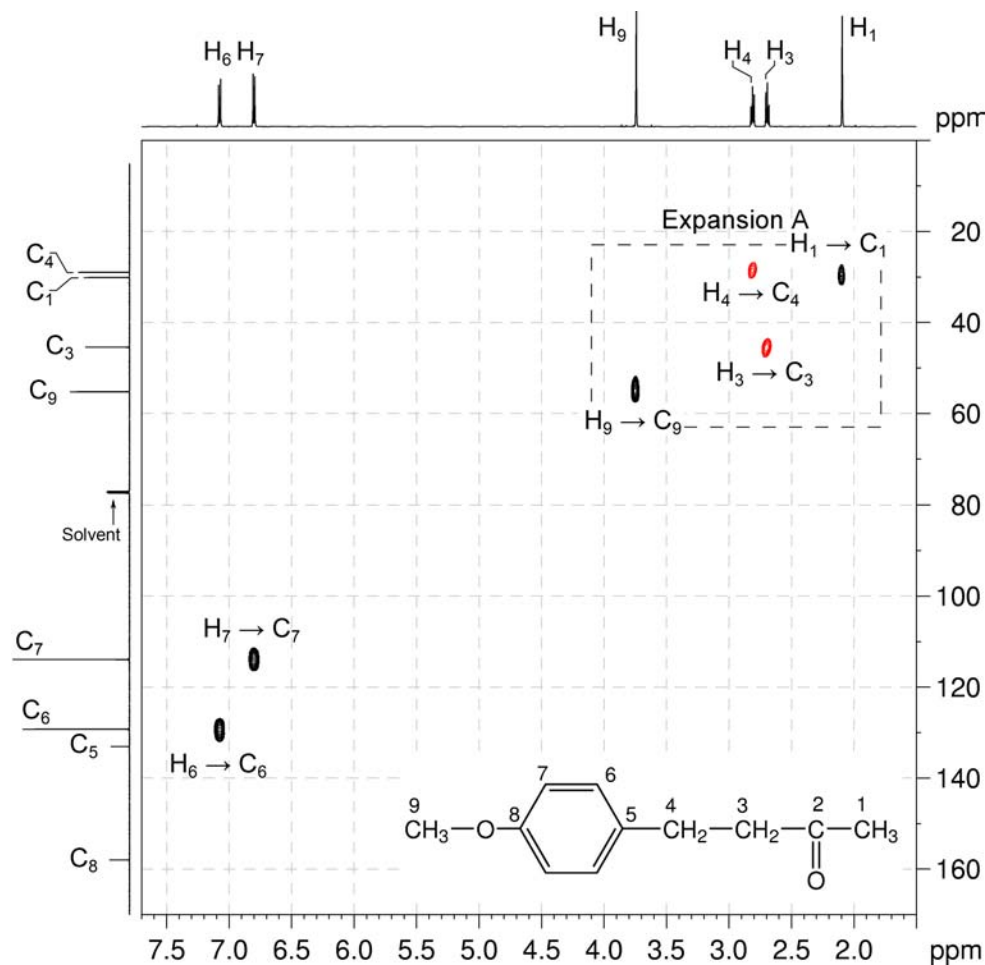 H₆ H₇ H₉ H₄ H₃ H₁
ppm
Expansion A
H₁ → C₁
20
C₄
H₄ → C₄
C₁
40
C₃
H₃ → C₃
C₉
H₉ → C₉
60
80
Solvent
100
H₇ → C₇
C₇
120
C₆
C₅
H₆ → C₆
140
7 6
9 4 3 2 1
CH₃ O 8 5 CH₂ CH₂ CH₃
C₈
O
160
7.5 7.0 6.5 6.0 5.5 5.0 4.5 4.0 3.5 3.0 2.5 2.0 ppm